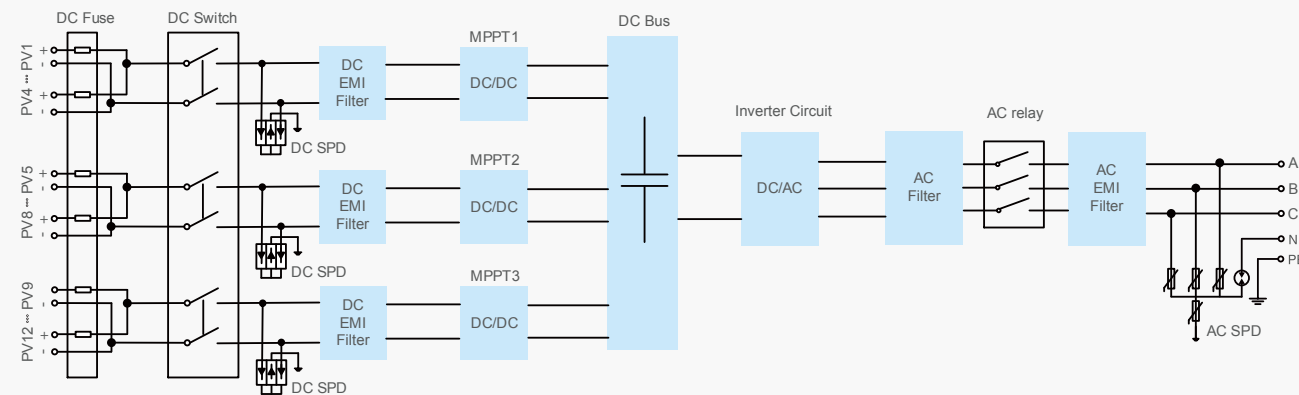 DC Fuse
DC Switch
DC Bus
MPPT1
PV4 ┅ PV1
+
-
+
-
DC
EMI
Filter
DC/DC
DC SPD
Inverter Circuit
AC relay
MPPT2
PV8 ┅ PV5
+
-
+
-
DC
EMI
Filter
DC/DC
DC SPD
DC/AC
AC
Filter
AC
EMI
Filter
A
B
C
N
MPPT3
PV12 ┅ PV9
+
-
+
-
DC
EMI
Filter
DC/DC
DC SPD
AC SPD